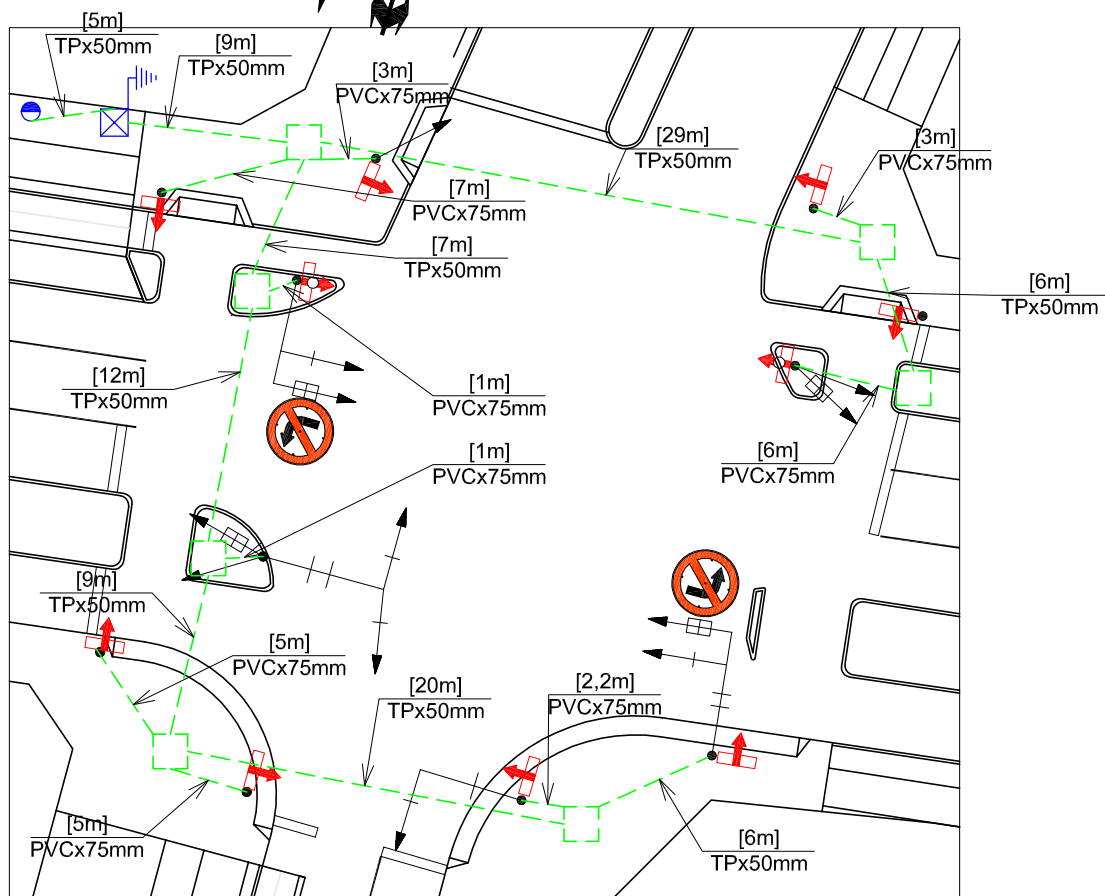 [5m]
TPx50mm
[9m]
TPx50mm
[3m]
PVCx75mm
[29m]
TPx50mm
[3m]
PVCx75mm
[7m]
PVCx75mm
[7m]
TPx50mm
[6m]
TPx50mm
[12m]
TPx50mm
[1m]
PVCx75mm
[1m]
PVCx75mm
[6m]
PVCx75mm
[9m]
TPx50mm
[5m]
PVCx75mm
[20m]
TPx50mm
[2,2m]
PVCx75mm
[5m]
PVCx75mm
[6m]
TPx50mm